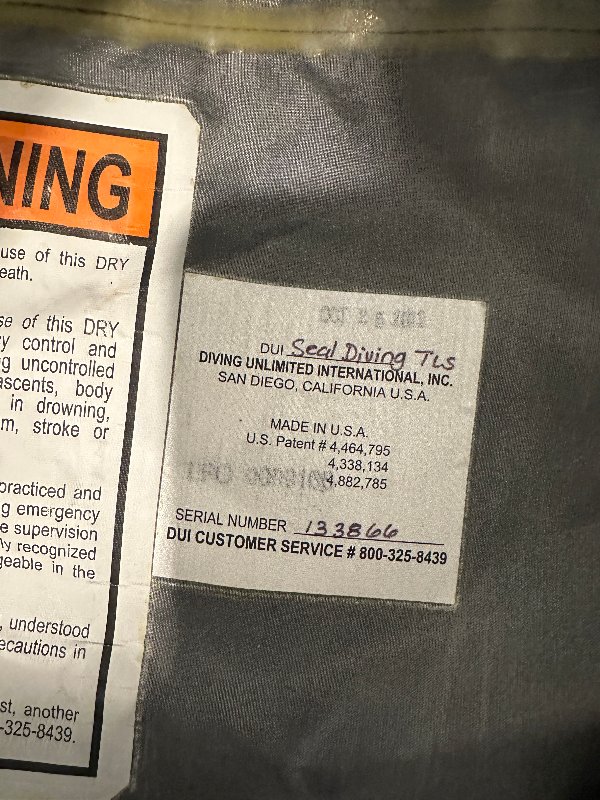 NING
use of this DRY
eath.
se of this DRY
y control and
g uncontrolled
ascents, body
in drowning,
m, stroke or
practiced and
g emergency
e supervision
ly recognized
geable in the
, understood
ecautions in
st, another
-325-8439.
DUI Seal Diving TLS
DIVING UNLIMITED INTERNATIONAL, INC.
SAN DIEGO, CALIFORNIA U.S.A.
MADE IN U.S.A.
U.S. Patent # 4,464,795
4,338,134
4,882,785
SERIAL NUMBER 133866
DUI CUSTOMER SERVICE # 800-325-8439